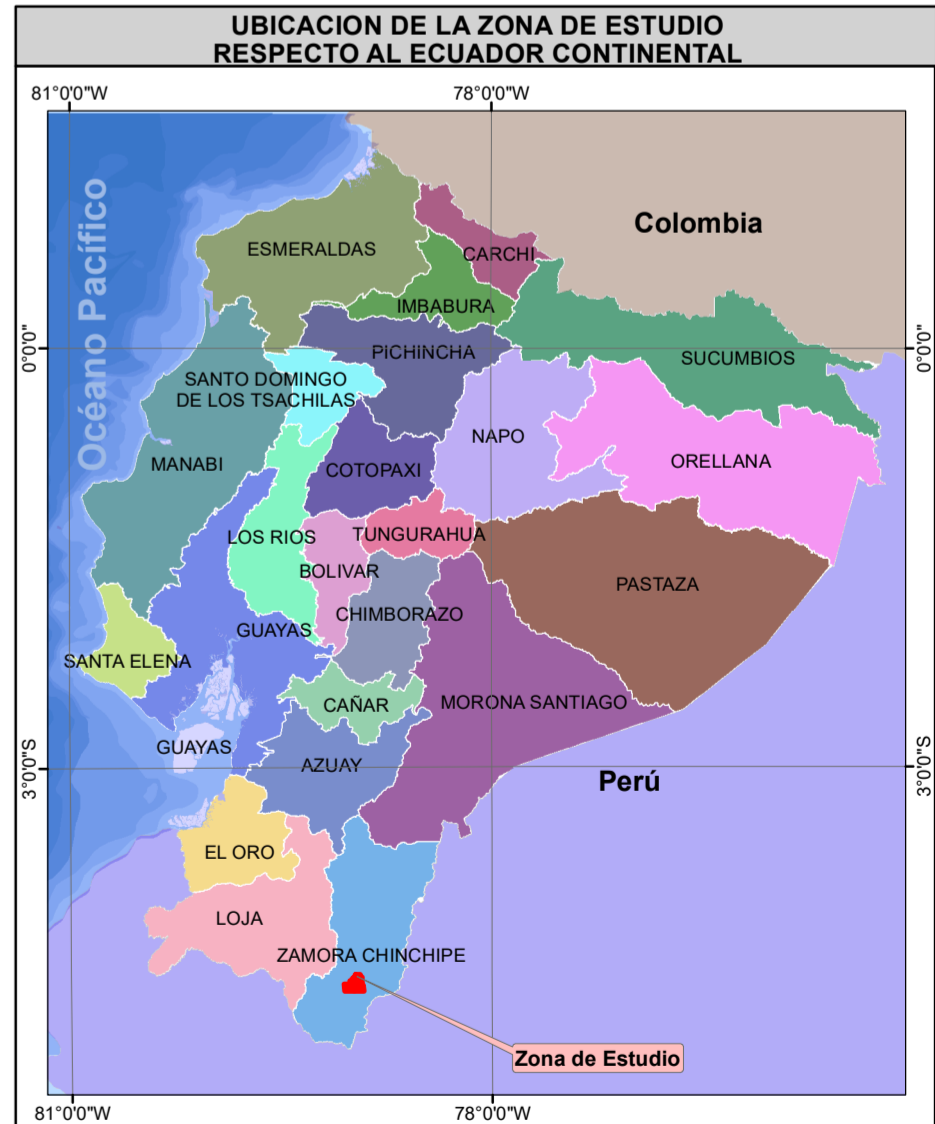 UBICACION DE LA ZONA DE ESTUDIO
RESPECTO AL ECUADOR CONTINENTAL
81°0'0"W
78°0'0"W
Océano Pacífico
Colombia
ESMERALDAS
CARCHI
IMBABURA
0°0'0"
PiCHINCHA
0°0'0"
SUCUMBIOS
SANTO DOMINGO
DE LOS TSACHILAS
NAPO
MANABI
COTOPAXI
ORELLANA
LOS RIOS
TUNGURAHUA
BOLIVAR
PASTAZA
CHIMBORAZO
GUAYAS
SANTA ELENA
CAÑAR
MORONA SANTIAGO
GUAYAS
AZUAY
3°0'0"S
Perú
3°0'0"S
EL ORO
LOJA
ZAMORA CHINCHIPE
Zona de Estudio
81°0'0"W
78°0'0"W